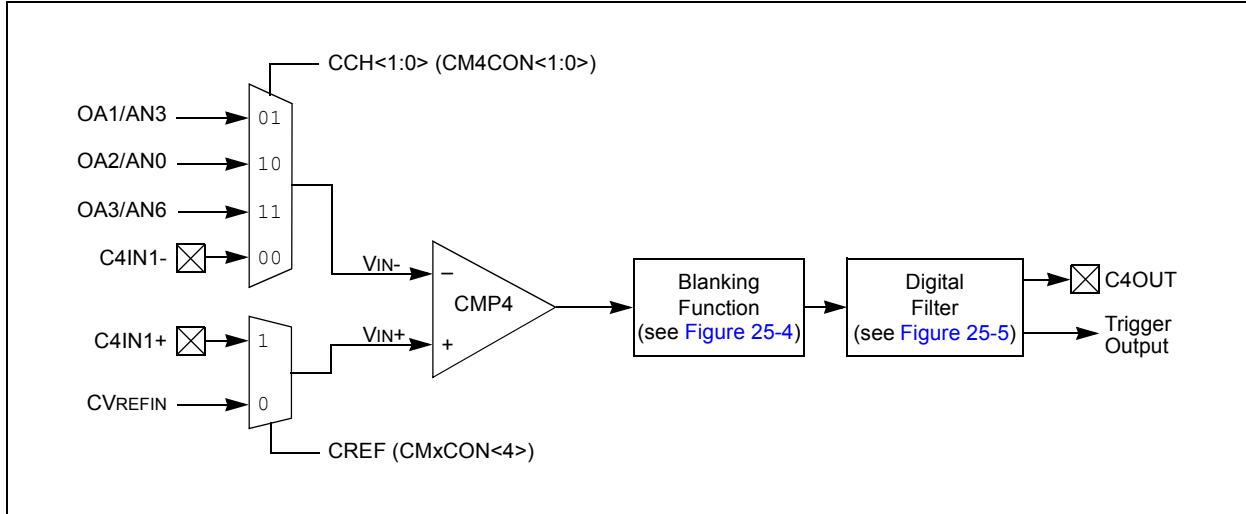 CCH<1:0> (CM4CON<1:0>)
OA1/AN3
01
OA2/AN0
10
OA3/AN6
11
C4IN1-
00
VIN-
–
CMP4
Blanking
Function
(see Figure 25-4)
Digital
Filter
(see Figure 25-5)
C4OUT
Trigger
Output
C4IN1+
1
VIN+
+
CVREFIN
0
CREF (CMxCON<4>)